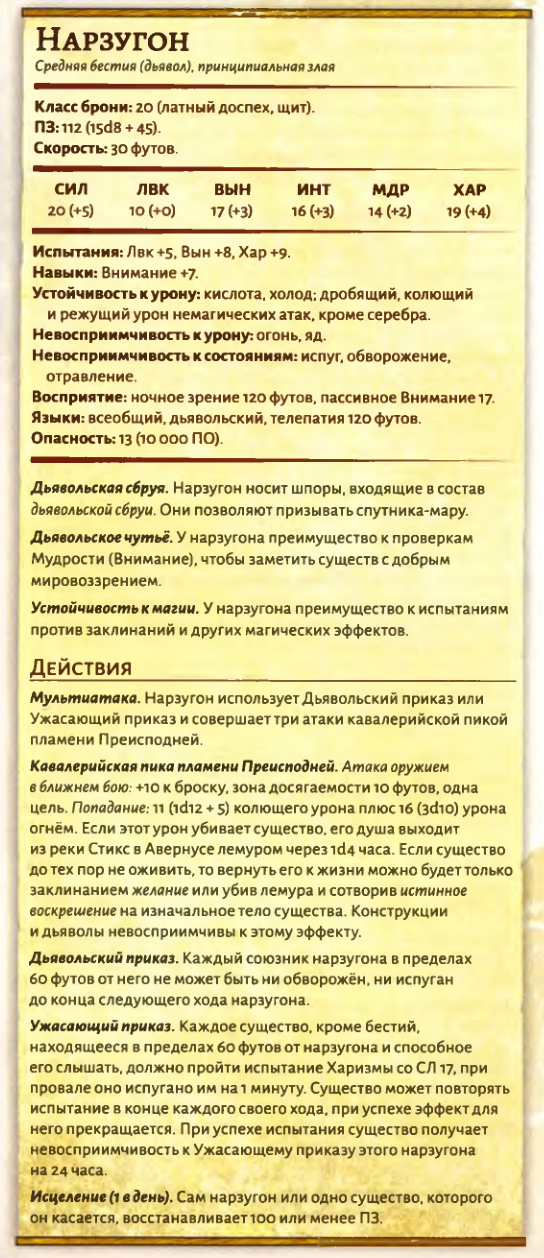 Нарзугон
Средняя бестия (дьявол), принципиальная злая
Класс брони: 20 (латный доспех, щит).
ПЗ: 112 (15d8 + 45).
Скорость: 30 футов.
СИЛ ЛВК ВЫН ИНТ МДР ХАР
20 (+5) 10 (+0) 17 (+3) 16 (+3) 14 (+2) 19 (+4)
Испытания: Лвк +5, Вын +8, Хар +9.
Навыки: Внимание +7.
Устойчивость к урону: кислота, холод; дробящий, колющий
и режущий урон немагических атак, кроме серебра.
Невосприимчивость к урону: огонь, яд.
Невосприимчивость к состояниям: испуг, обворожение,
отравление.
Восприятие: ночное зрение 120 футов, пассивное Внимание 17.
Языки: всеобщий, дьявольский, телепатия 120 футов.
Опасность: 13 (10 000 ПО).
Дьявольская сбруя. Нарзугон носит шпоры, входящие в состав
дьявольской сбруи. Они позволяют призывать спутника-мару.
Дьявольское чутьё. У нарзугона преимущество к проверкам
Мудрости (Внимание), чтобы заметить существ с добрым
мировоззрением.
Устойчивость к магии. У нарзугона преимущество к испытаниям
против заклинаний и других магических эффектов.
Действия
Мультиатака. Нарзугон использует Дьявольский приказ или
Ужасающий приказ и совершает три атаки кавалерийской пикой
пламени Преисподней.
Кавалерийская пика пламени Преисподней. Атака оружием
в ближнем бою: +10 к броску, зона досягаемости 10 футов, одна
цель. Попадание: 11 (1d12 + 5) колющего урона плюс 16 (3d10) урона
огнём. Если этот урон убивает существо, его душа выходит
из реки Стикс в Авернусе лемуром через 1d4 часа. Если существо
до тех пор не оживить, то вернуть его к жизни можно будет только
заклинанием желание или убив лемура и сотворив истинное
воскрешение на изначальное тело существа. Конструкции
и дьяволы невосприимчивы к этому эффекту.
Дьявольский приказ. Каждый союзник нарзугона в пределах
60 футов от него не может быть ни обворожён, ни испуган
до конца следующего хода нарзугона.
Ужасающий приказ. Каждое существо, кроме бестий,
находящееся в пределах 60 футов от нарзугона и способное
его слышать, должно пройти испытание Харизмы со СЛ 17, при
провале оно испугано им на 1 минуту. Существо может повторять
испытание в конце каждого своего хода, при успехе эффект для
него прекращается. При успехе испытания существо получает
невосприимчивость к Ужасающему приказу этого нарзугона
на 24 часа.
Исцеление (1 в день). Сам нарзугон или одно существо, которого
он касается, восстанавливает 100 или менее ПЗ.